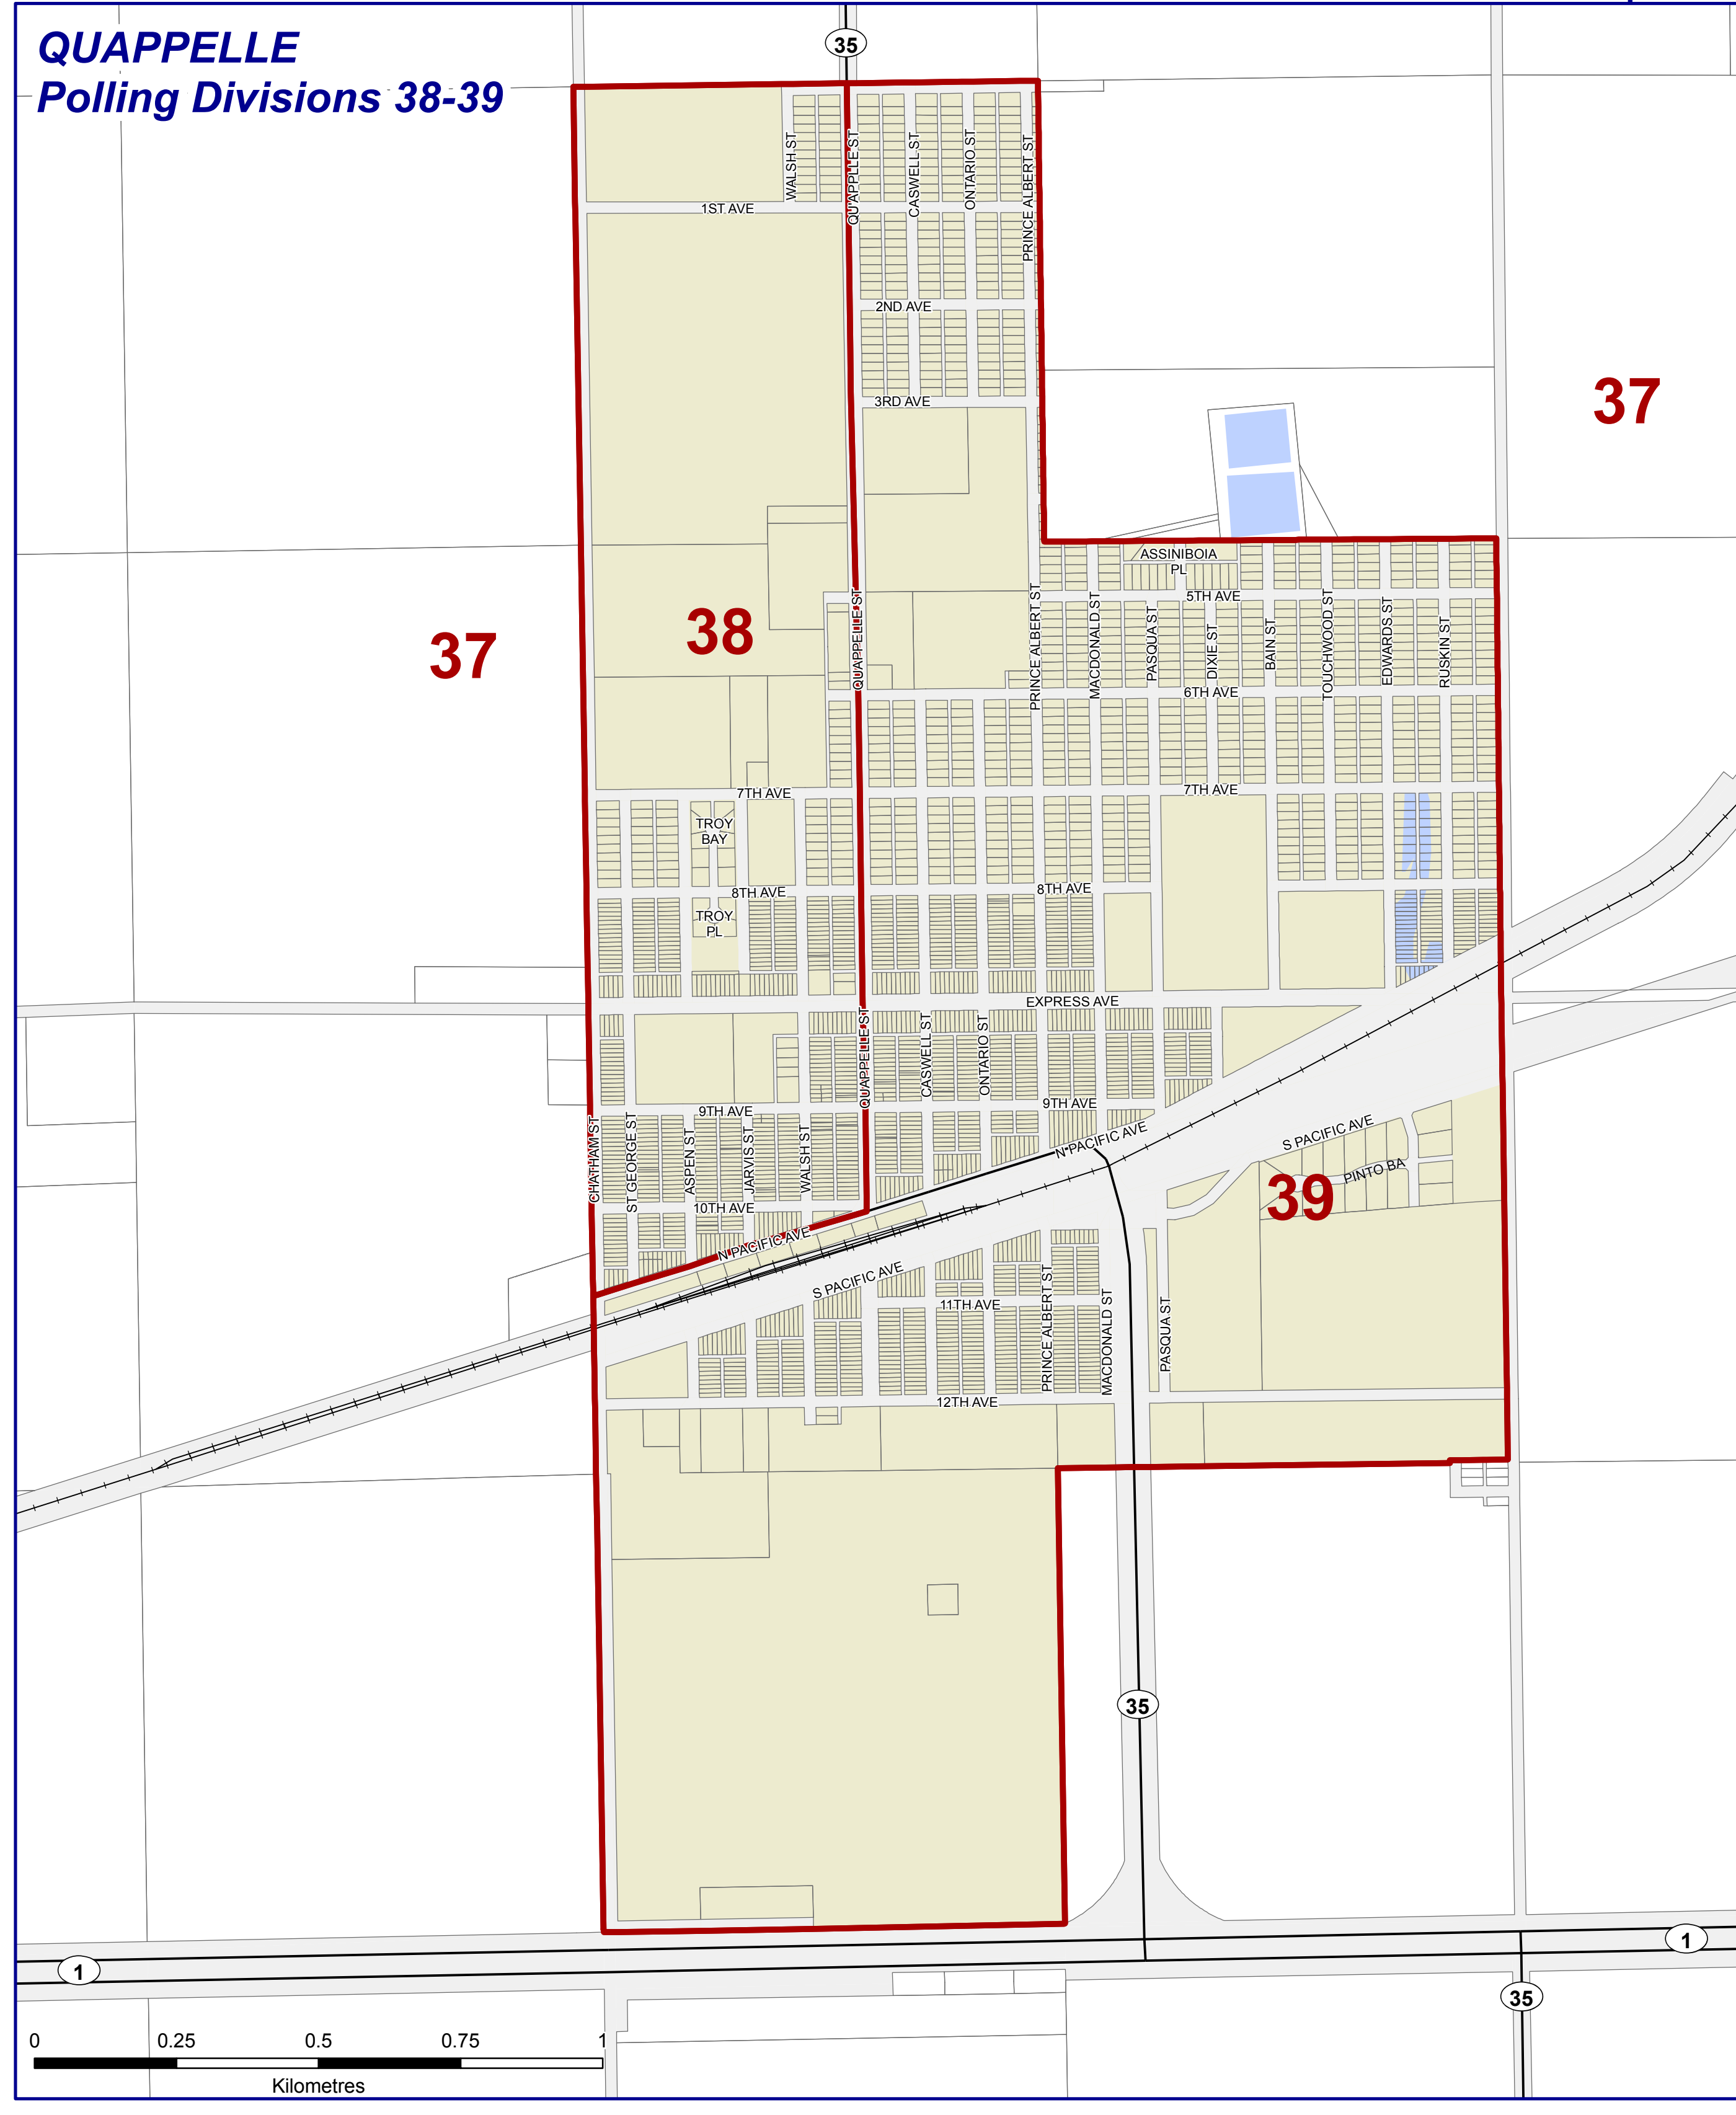 QUAPPELLE
Polling Divisions 38-39
35
WALSH ST
QU'APPLLE ST
CASWELL ST
ONTARIO ST
PRINCE ALBERT ST
1ST AVE
2ND AVE
3RD AVE
37
ASSINIBOIA
PL
5TH AVE
37
38
QUAPPELLE ST
PRINCE ALBERT ST
MACDONALD ST
PASQUA ST
DIXIE ST
BAIN ST
TOUCHWOOD ST
EDWARDS ST
RUSKIN ST
6TH AVE
7TH AVE
7TH AVE
TROY
BAY
8TH AVE
8TH AVE
TROY
PL
EXPRESS AVE
QUAPPELLE ST
CASWELL ST
ONTARIO ST
9TH AVE
9TH AVE
CHATHAM ST
ST GEORGE ST
ASPEN ST
JARVIS ST
WALSH ST
N PACIFIC AVE
S PACIFIC AVE
PINTO BA
39
10TH AVE
N PACIFIC AVE
S PACIFIC AVE
11TH AVE
PRINCE ALBERT ST
MACDONALD ST
PASQUA ST
12TH AVE
35
1
1
35
0 0.25 0.5 0.75 1
Kilometres